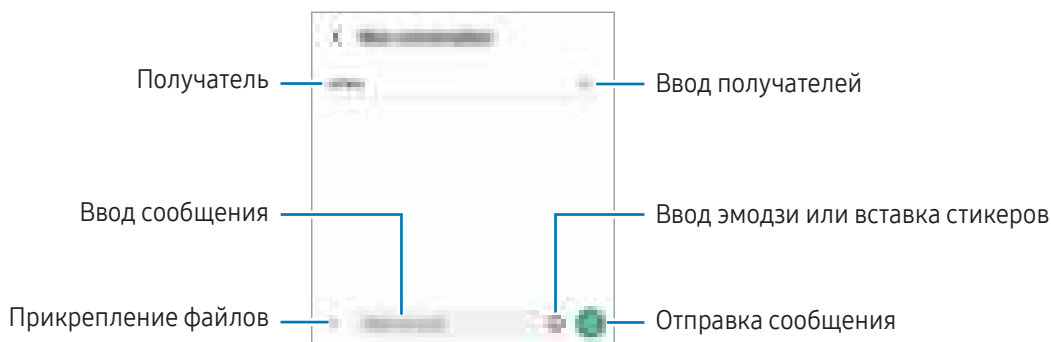 Получатель
Ввод получателей
Ввод сообщения
Ввод эмодзи или вставка стикеров
Прикрепление файлов
Отправка сообщения